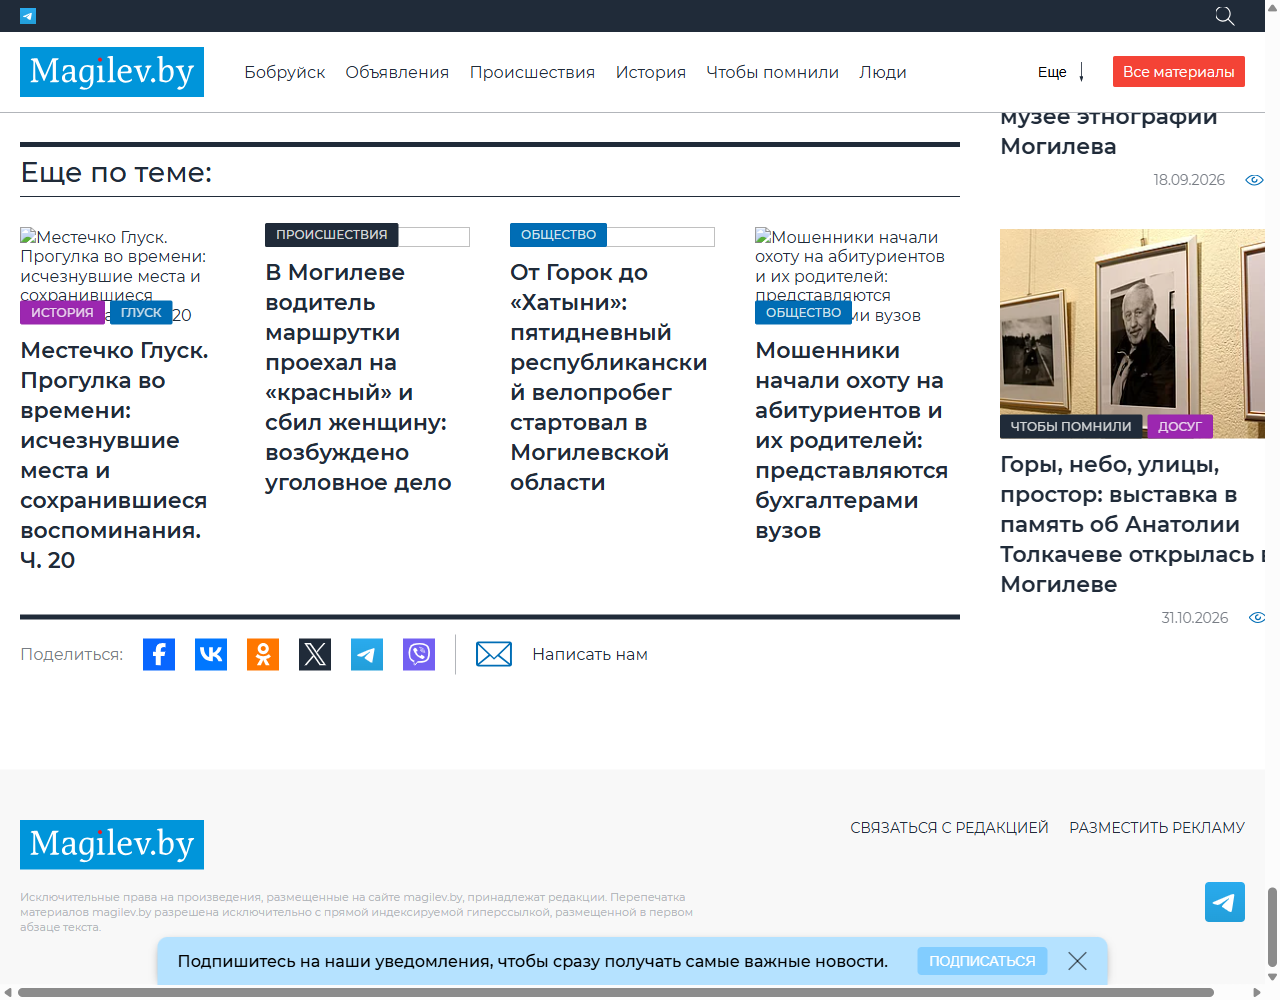 Magilev.by
Бобруйск Объявления Происшествия История Чтобы помнили Люди
Еще
Все материалы
музее этнографии
Могилева
18.09.2026
Еще по теме:
Местечко Глуск.
Прогулка во времени:
исчезнувшие места и
сохранившиеся
20
ИСТОРИЯ ГЛУСК
Местечко Глуск.
Прогулка во
времени:
исчезнувшие
места и
сохранившиеся
воспоминания.
Ч. 20
ПРОИСШЕСТВИЯ
В Могилеве
водитель
маршрутки
проехал на
«красный» и
сбил женщину:
возбуждено
уголовное дело
ОБЩЕСТВО
От Горок до
«Хатыни»:
пятидневный
республикански
й велопробег
стартовал в
Могилевской
области
Мошенники начали
охоту на абитуриентов
и их родителей:
представляются
ми вузов
ОБЩЕСТВО
Мошенники
начали охоту на
абитуриентов и
их родителей:
представляются
бухгалтерами
вузов
ЧТОБЫ ПОМНИЛИ ДОСУГ
Горы, небо, улицы,
простор: выставка в
память об Анатолии
Толкачеве открылась в
Могилеве
31.10.2026
Поделиться:
Написать нам
Magilev.by
СВЯЗАТЬСЯ С РЕДАКЦИЕЙ РАЗМЕСТИТЬ РЕКЛАМУ
Исключительные права на произведения, размещенные на сайте magilev.by, принадлежат редакции. Перепечатка
материалов magilev.by разрешена исключительно с прямой индексируемой гиперссылкой, размещенной в первом
абзаце текста.
Подпишитесь на наши уведомления, чтобы сразу получать самые важные новости.
ПОДПИСАТЬСЯ